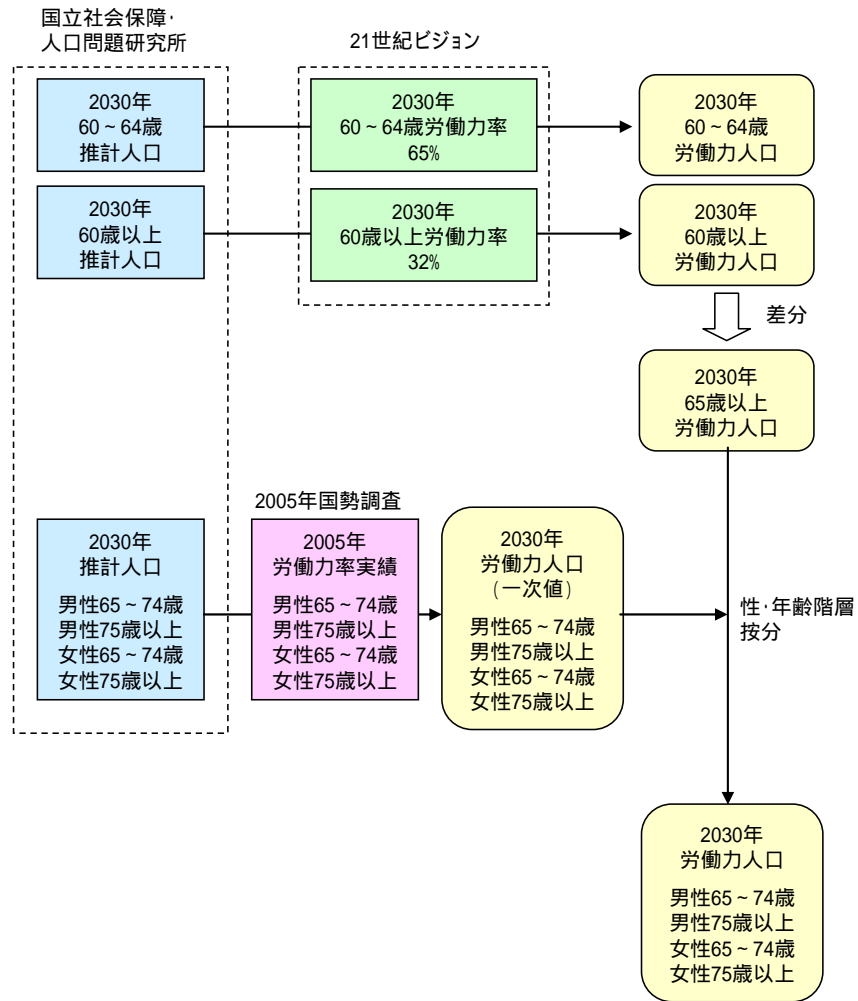 国立社会保障･
人口問題研究所
21世紀ビジョン
2030年
60～64歳
推計人口
2030年
60～64歳労働力率
65%
2030年
60～64歳
労働力人口
2030年
60歳以上
推計人口
2030年
60歳以上労働力率
32%
2030年
60歳以上
労働力人口
差分
2030年
65歳以上
労働力人口
2005年国勢調査
2030年
推計人口
男性65～74歳
男性75歳以上
女性65～74歳
女性75歳以上
2005年
労働力率実績
男性65～74歳
男性75歳以上
女性65～74歳
女性75歳以上
2030年
労働力人口
(一次値)
男性65～74歳
男性75歳以上
女性65～74歳
女性75歳以上
性･年齢階層
按分
2030年
労働力人口
男性65～74歳
男性75歳以上
女性65～74歳
女性75歳以上